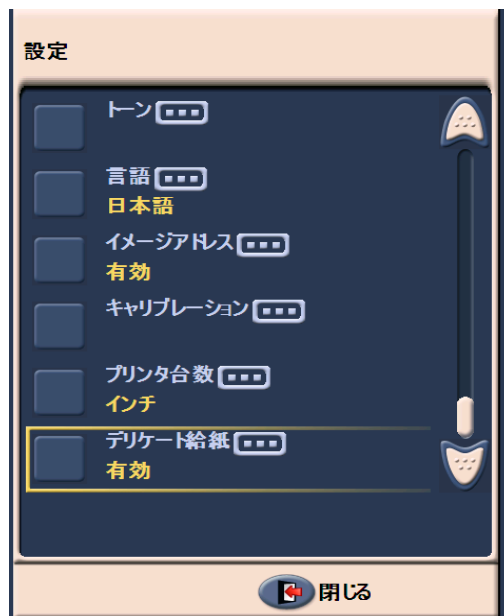 設定
トーン
言語
日本語
イメージアドレス
有効
キャリブレーション
プリンタ台数
インチ
デリケート給紙
有効
閉じる